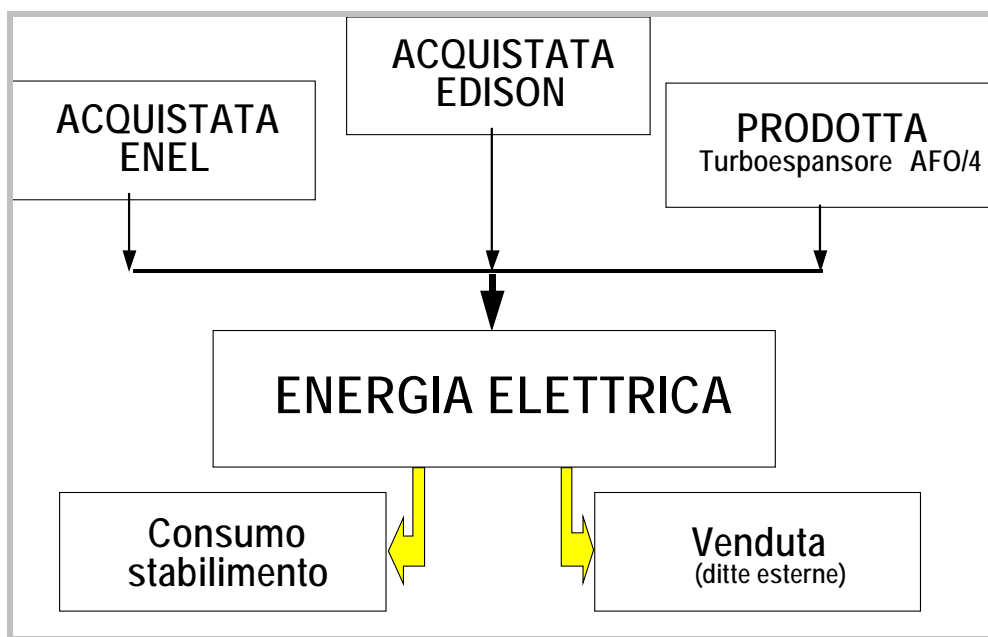 ACQUISTATA
EDISON
ACQUISTATA
ENEL
PRODOTTA
Turboespansore AFO/4
ENERGIA ELETTRICA
Consumo
stabilimento
Venduta
(ditte esterne)